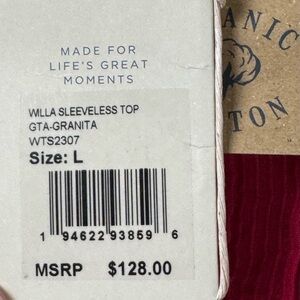 MADE FOR
LIFE'S GREAT
MOMENTS
WILLA SLEEVELESS TOP
GTA-GRANITA
WTS2307
Size: L
1 94622 93859 6
MSRP $128.00
ANIC
TON